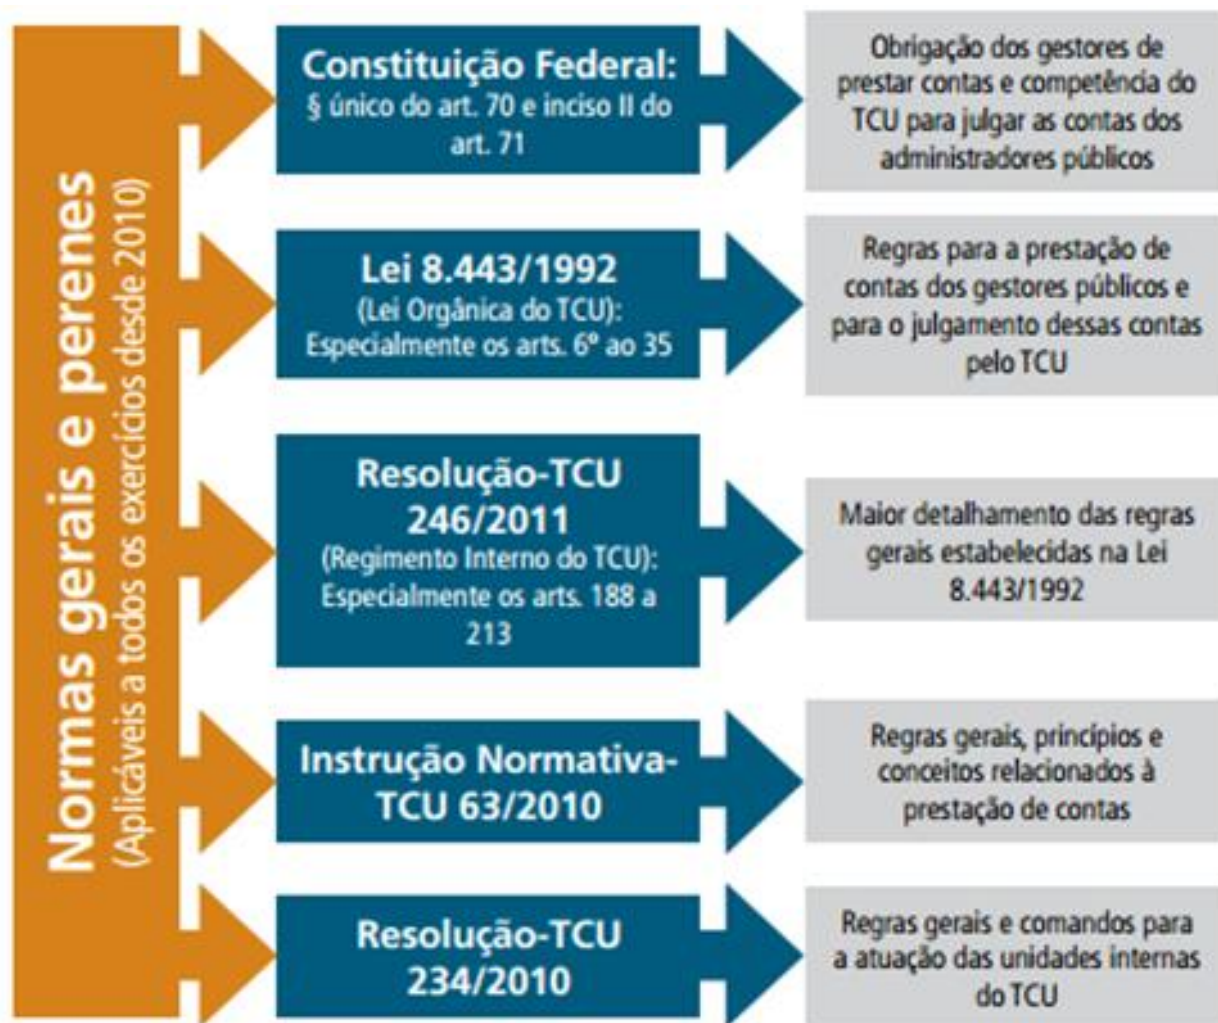 Normas gerais e perenes
(Aplicáveis a todos os exercícios desde 2010)
Constituição Federal:
§ único do art. 70 e inciso II do
art. 71
Obrigação dos gestores de
prestar contas e competência do
TCU para julgar as contas dos
administradores públicos
Lei 8.443/1992
(Lei Orgânica do TCU):
Especialmente os arts. 6º ao 35
Regras para a prestação de
contas dos gestores públicos e
para o julgamento dessas contas
pelo TCU
Resolução-TCU
246/2011
(Regimento Interno do TCU):
Especialmente os arts. 188 a
213
Maior detalhamento das regras
gerais estabelecidas na Lei
8.443/1992
Instrução Normativa-
TCU 63/2010
Regras gerais, princípios e
conceitos relacionados à
prestação de contas
Resolução-TCU
234/2010
Regras gerais e comandos para
a atuação das unidades internas
do TCU